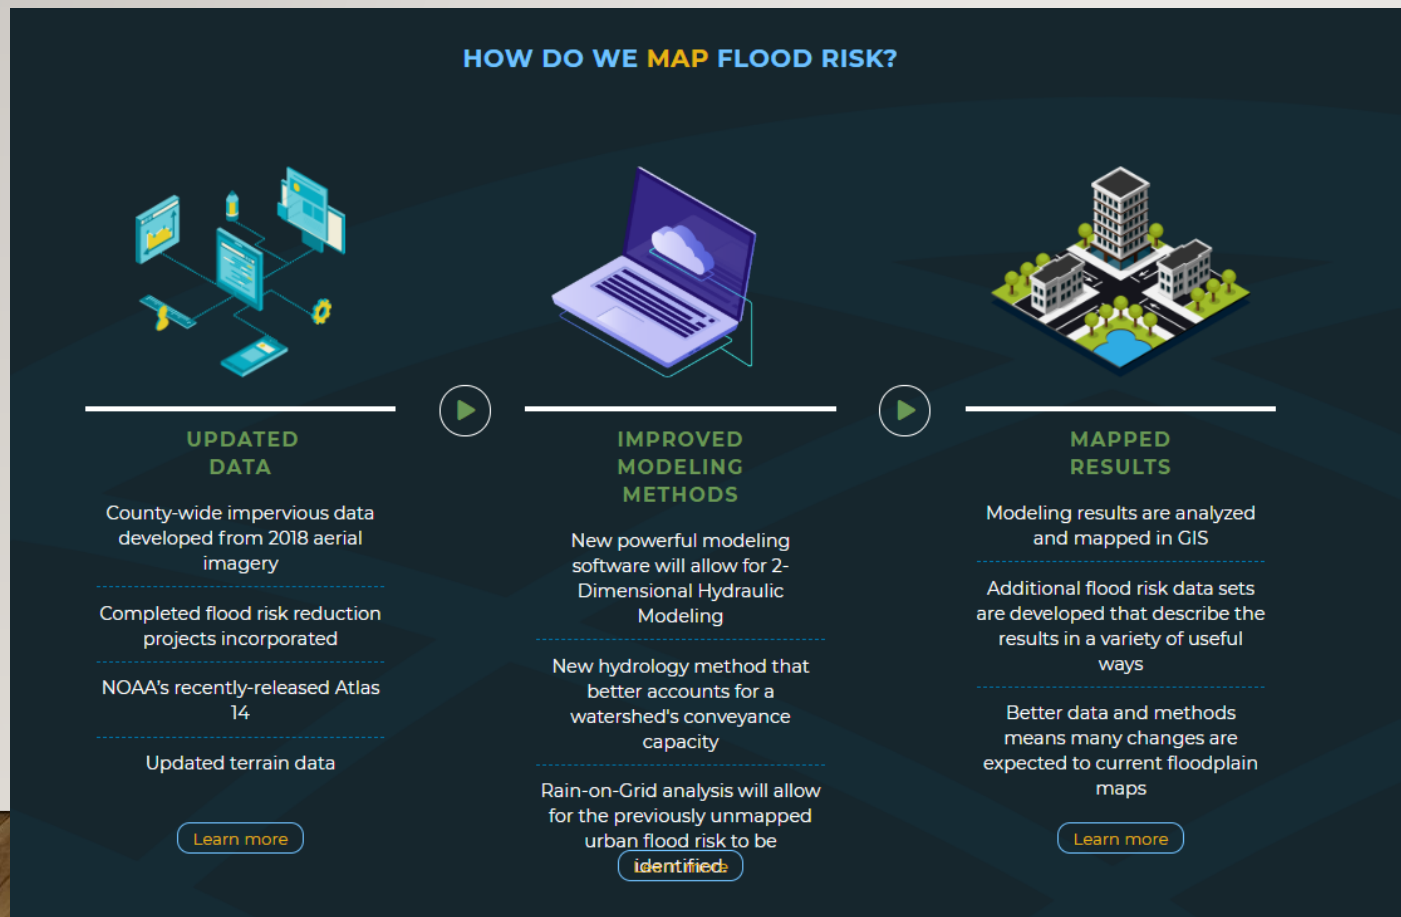 HOW DO WE MAP FLOOD RISK?
UPDATED
DATA
County-wide impervious data
developed from 2018 aerial
imagery
Completed flood risk reduction
projects incorporated
NOAA's recently-released Atlas
14
Updated terrain data
Learn more
IMPROVED
MODELING
METHODS
New powerful modeling
software will allow for 2-
Dimensional Hydraulic
Modeling
New hydrology method that
better accounts for a
watershed's conveyance
capacity
Rain-on-Grid analysis will allow
for the previously unmapped
urban flood risk to be
identified.
Learn more
MAPPED
RESULTS
Modeling results are analyzed
and mapped in GIS
Additional flood risk data sets
are developed that describe the
results in a variety of useful
ways
Better data and methods
means many changes are
expected to current floodplain
maps
Learn more